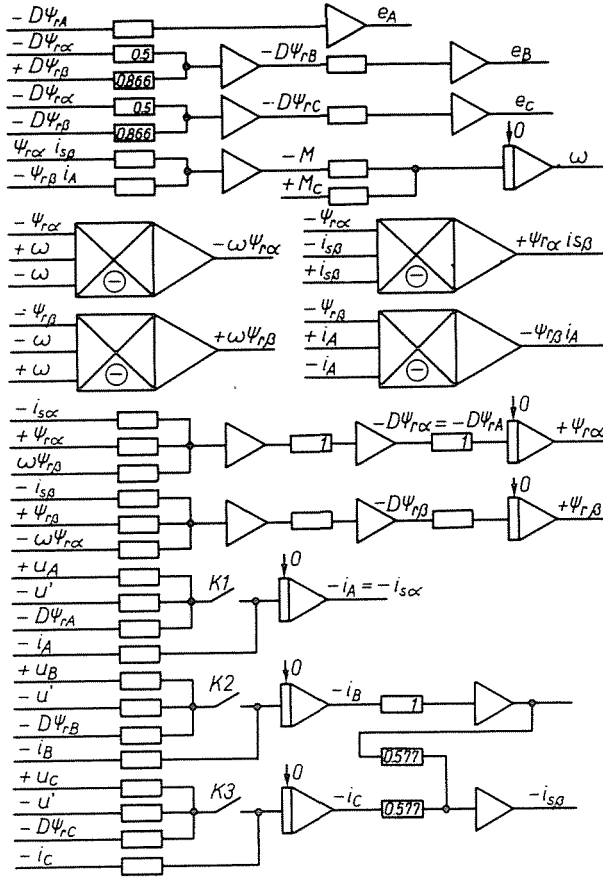 - DΨrA
eA
- DΨrα
0.5
-DΨrB
eB
+ DΨrβ
0.866
- DΨrα
0.5
- DΨrC
eC
- DΨrβ
0.866
Ψrα isβ
- M
0
ω
- Ψrβ iA
+ MC
- Ψrα
+ ω
- ω
-ωΨrα
- Ψrα
- isβ
+ isβ
+Ψrα isβ
- Ψrβ
- ω
+ ω
+ωΨrβ
- Ψrβ
+ iA
- iA
-Ψrβ iA
- isα
+ Ψrα
1
-DΨrα = -DΨrA
1
0
+Ψrα
ωΨrβ
- isβ
+ Ψrβ
-DΨrβ
0
+Ψrβ
- ωΨrα
+ uA
- u'
K1
0
-iA = -isα
- DΨrA
- iA
+ uB
- u'
K2
0
-iB
1
- DΨrB
- iB
0.577
+ uC
- u'
K3
0
-iC
0.577
-isβ
- DΨrC
- iC